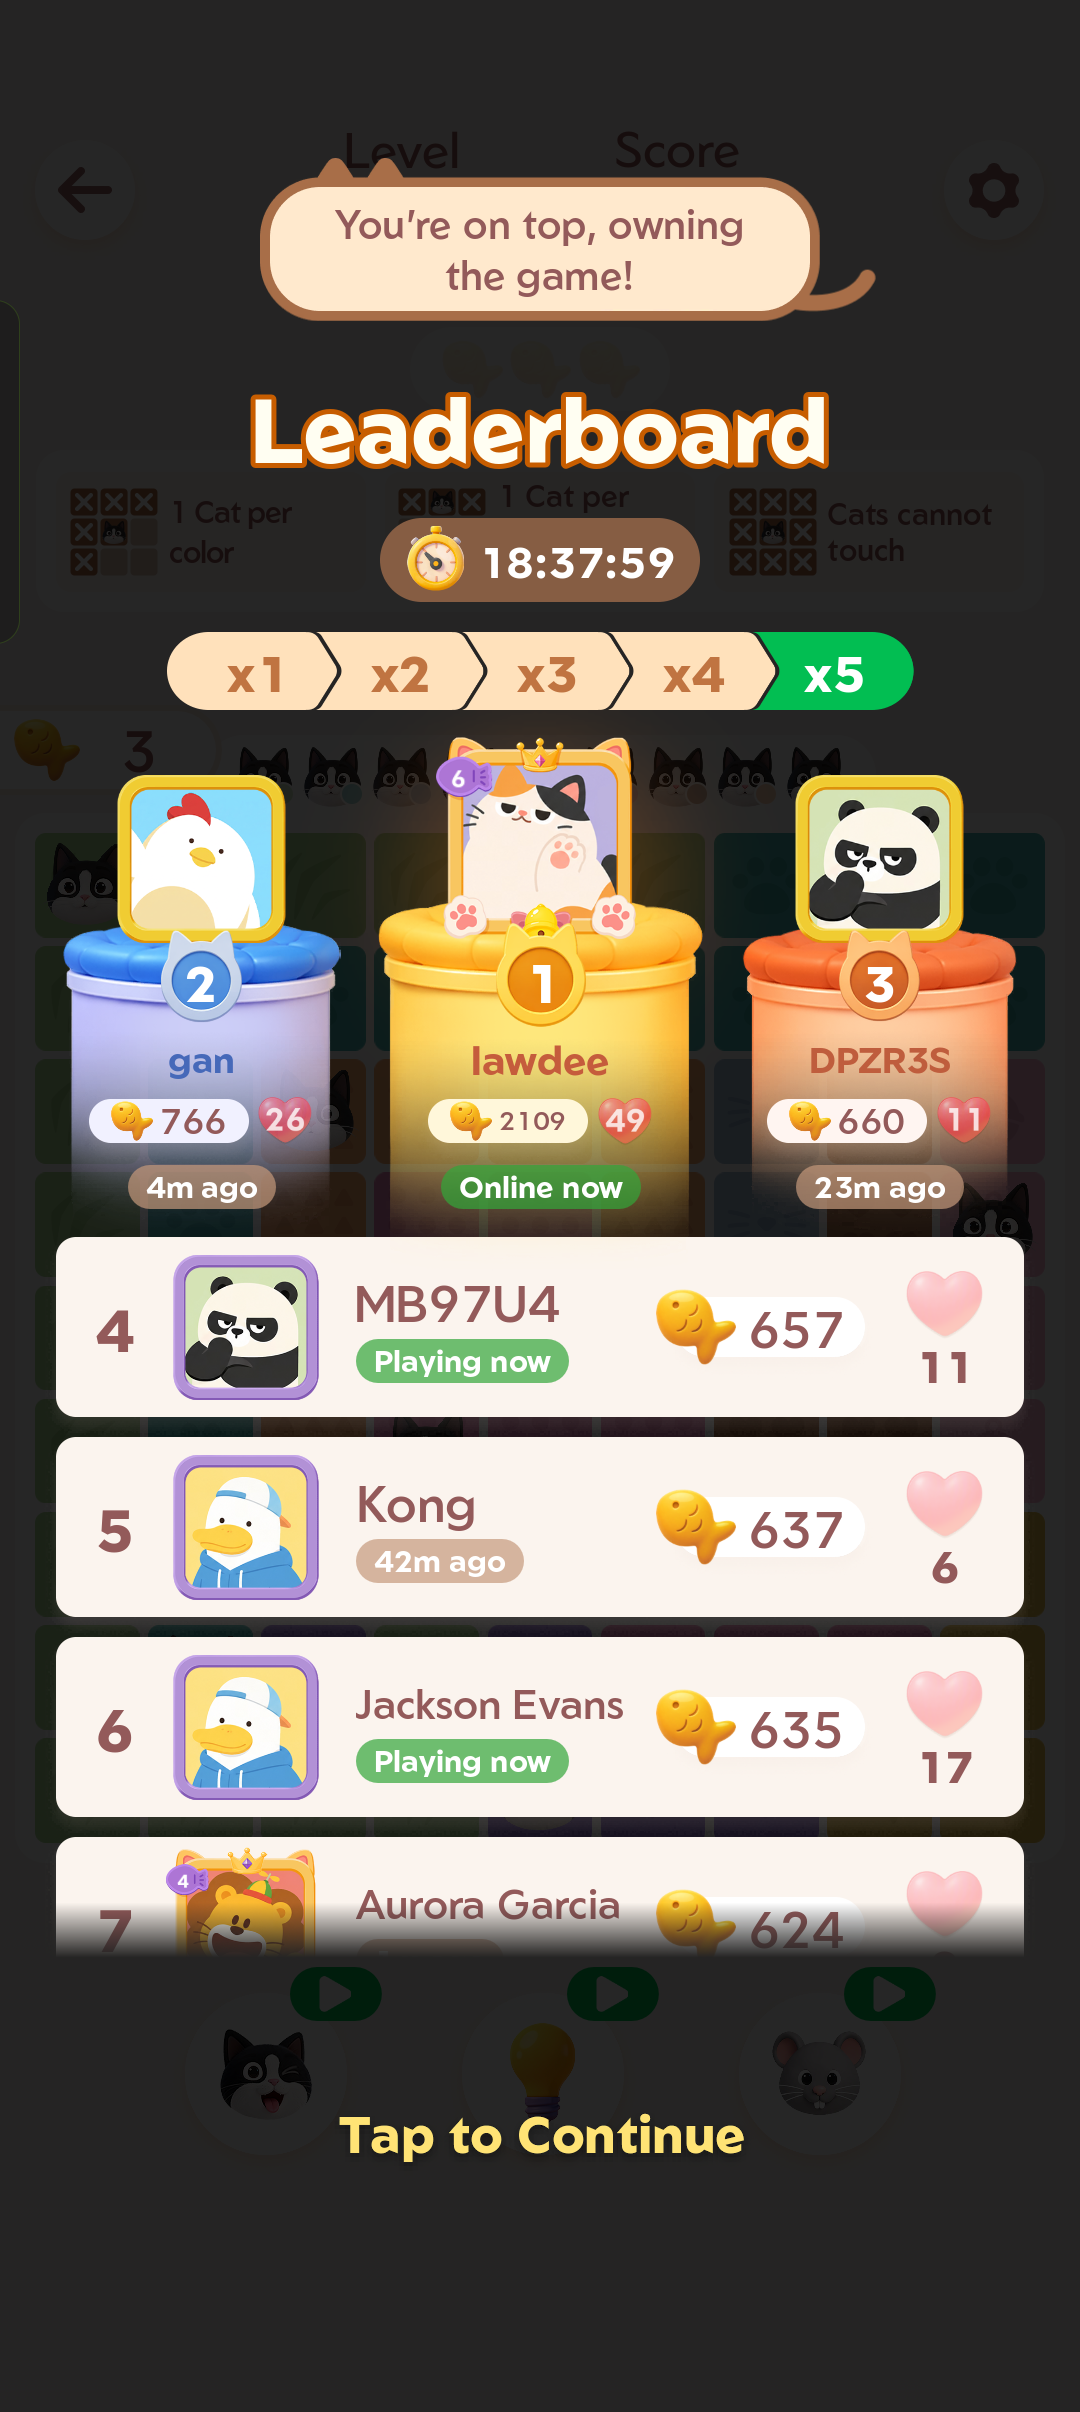 Level
Score
You're on top, owning
the game!
Leaderboard
1 Cat per
color
1 Cat per
Cats cannot
touch
18:37:59
x1
x2
x3
x4
x5
3
6
2
1
3
gan
lawdee
DPZR3S
766
26
2109
49
660
11
4m ago
Online now
23m ago
4
MB97U4
Playing now
657
11
5
Kong
42m ago
637
6
6
Jackson Evans
Playing now
635
17
4
7
Aurora Garcia
624
Tap to Continue